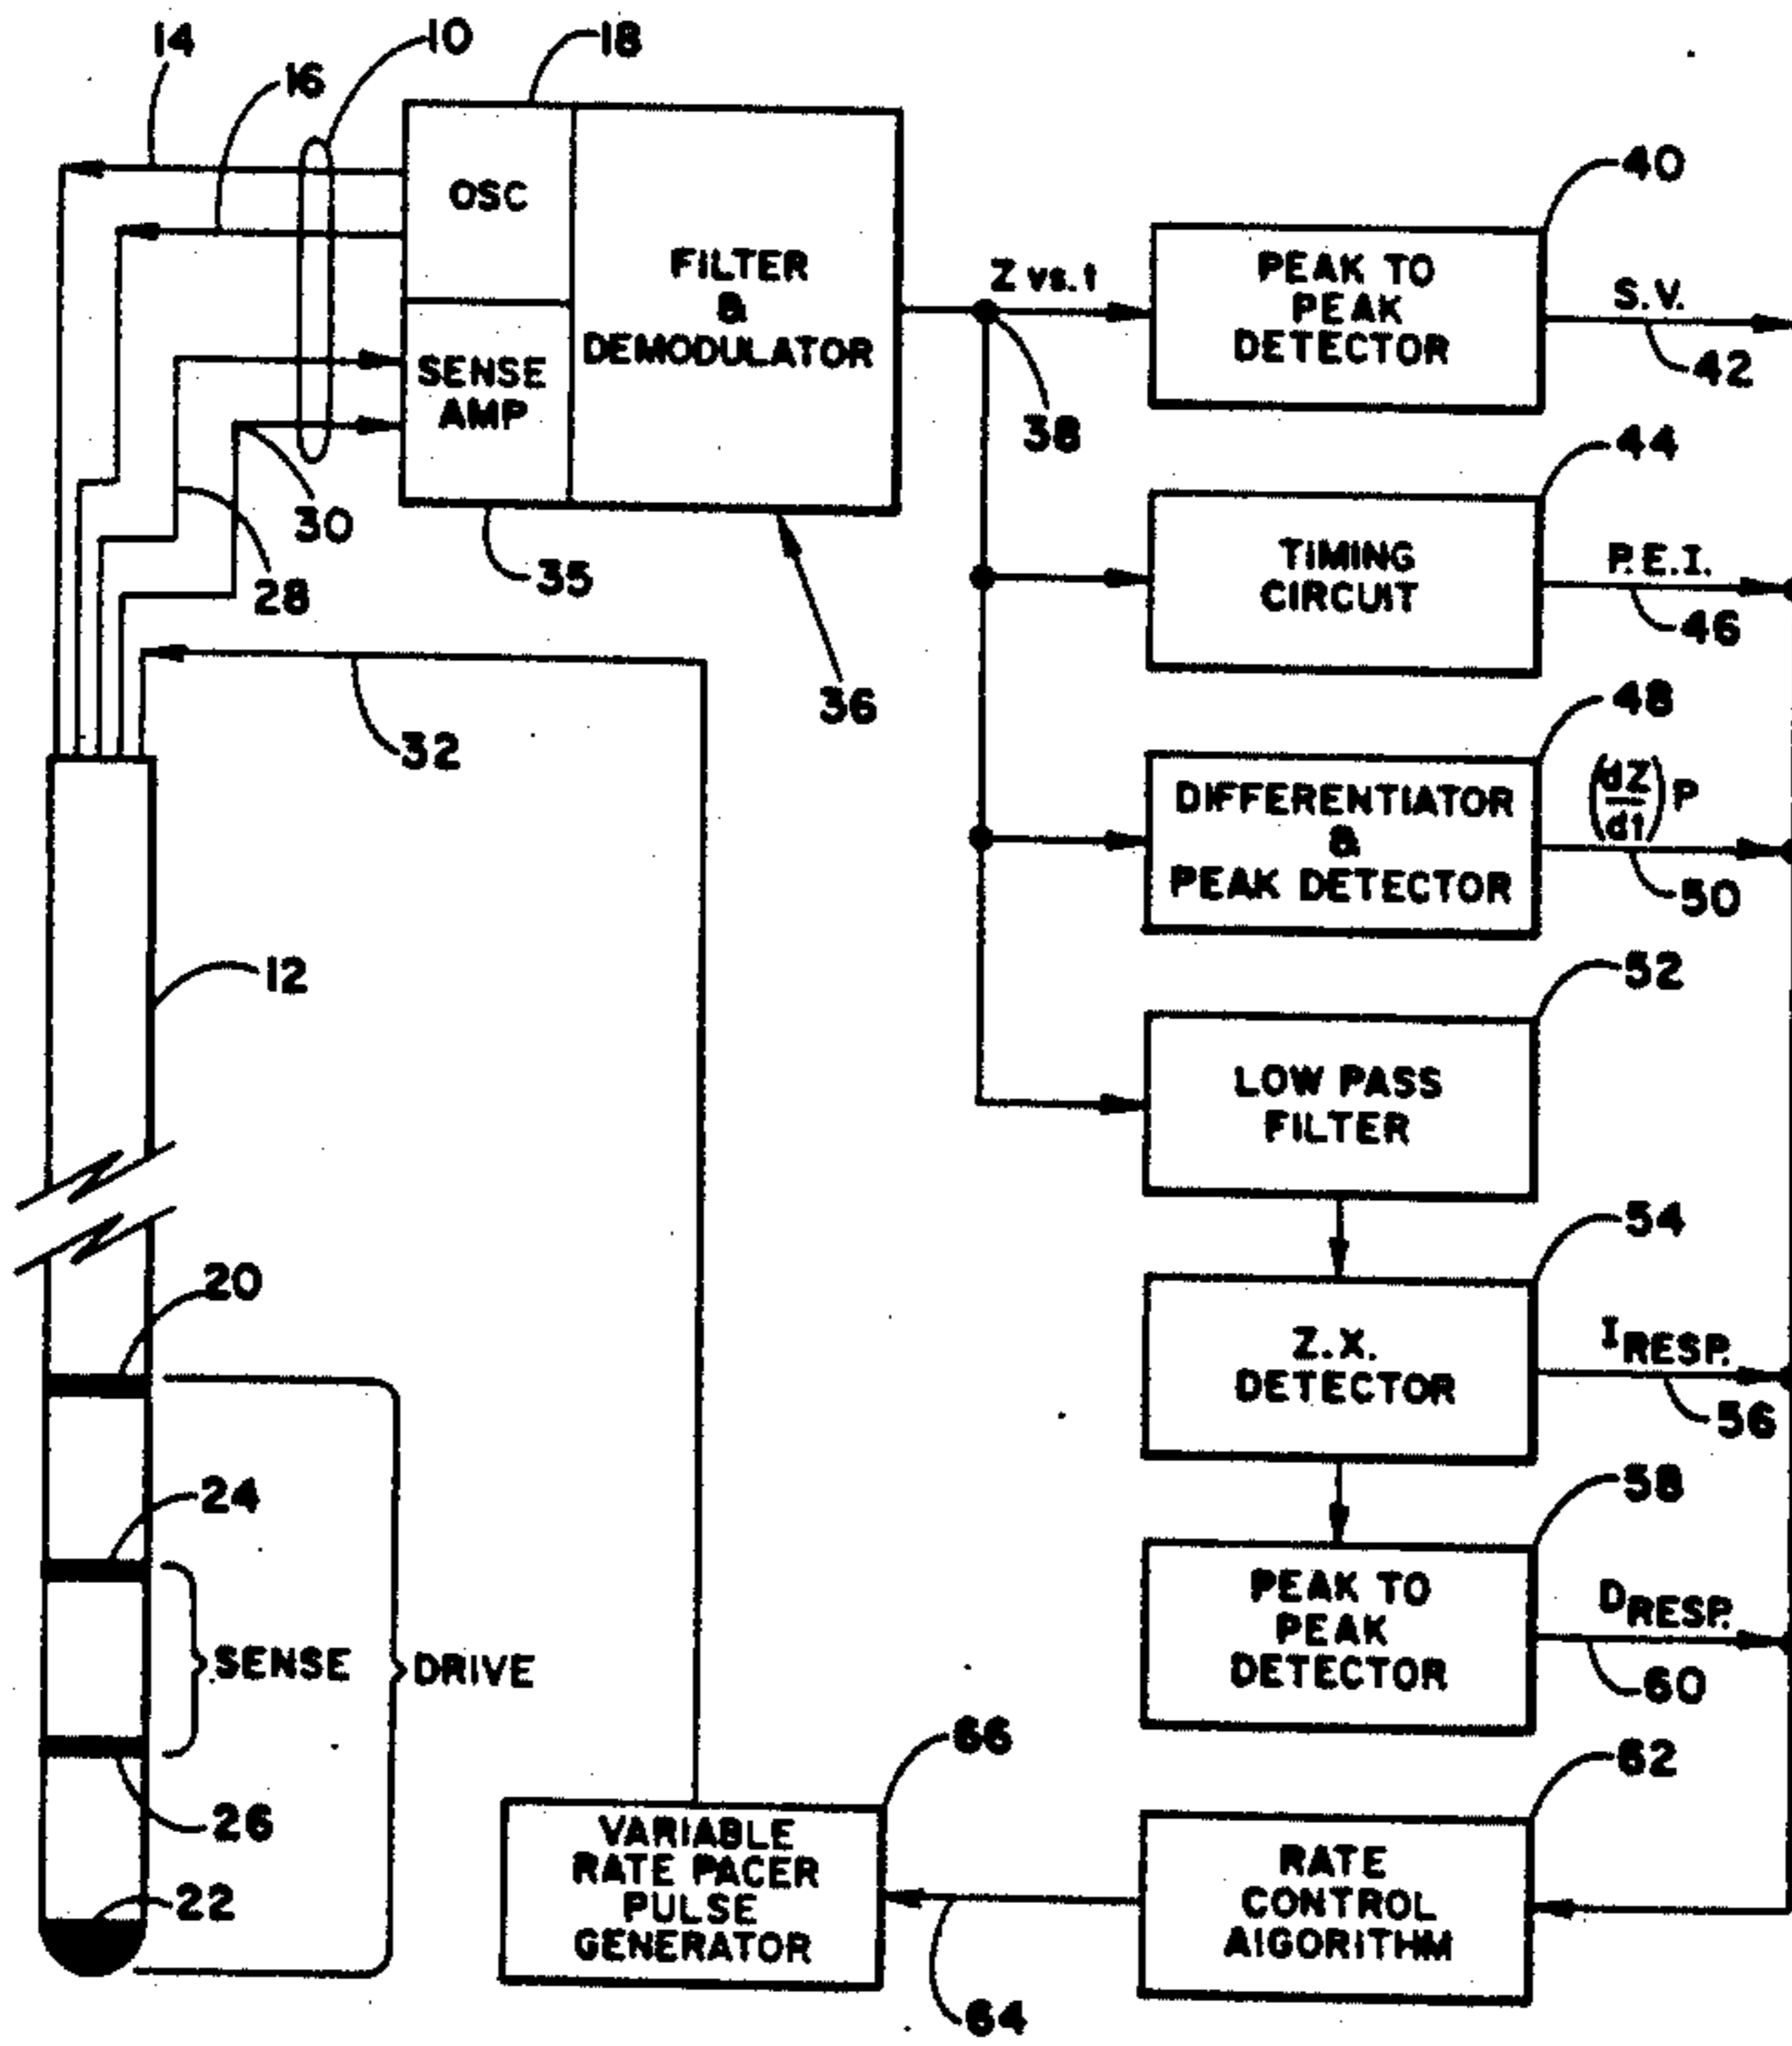 14
10
18
16
OSC
FILTER
&
DEMODULATOR
SENSE
AMP
30
28
35
36
32
12
38
Z vs. t
40
PEAK TO
PEAK
DETECTOR
S.V.
42
44
TIMING
CIRCUIT
P.E.I.
46
48
DIFFERENTIATOR
&
PEAK DETECTOR
(dZ/dt)P
50
52
LOW PASS
FILTER
54
Z.X.
DETECTOR
I RESP.
56
58
PEAK TO
PEAK
DETECTOR
D RESP.
60
20
24
SENSE
DRIVE
26
22
66
VARIABLE
RATE PACER
PULSE
GENERATOR
64
62
RATE
CONTROL
AIGORITHM